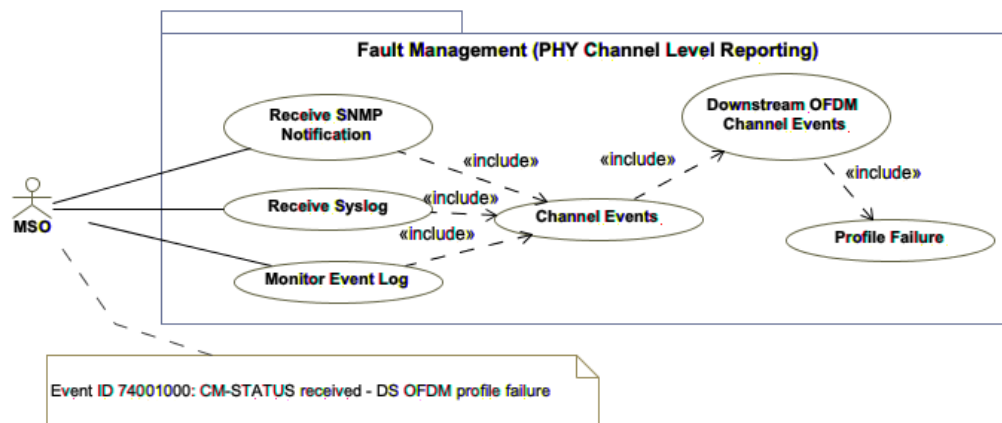 Fault Management (PHY Channel Level Reporting)
Receive SNMP
Notification
Downstream OFDM
Channel Events
«include»
«include»
«include»
MSO
Receive Syslog
«include»
Channel Events
«include»
Profile Failure
Monitor Event Log
Event ID 74001000: CM-STATUS received - DS OFDM profile failure